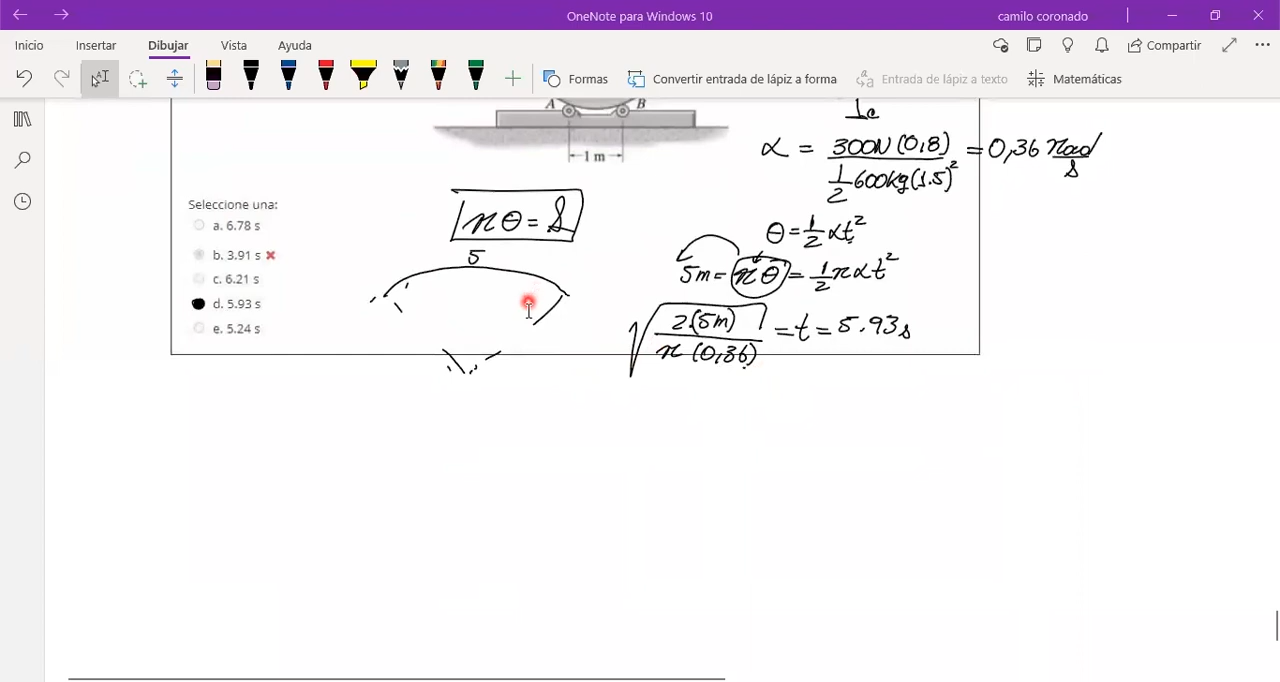 OneNote para Windows 10
camilo coronado
Inicio Insertar Dibujar Vista Ayuda
Compartir
Formas Convertir entrada de lápiz a forma Entrada de lápiz a texto Matemáticas
A B
1 m
Ic
α = 300N (0,8) / ½ 600kg (1.5)² = 0,36 rad/s
Seleccione una:
a. 6.78 s
b. 3.91 s
c. 6.21 s
d. 5.93 s
e. 5.24 s
rθ = S
5
θ = ½ αt²
5m = rθ = ½ rαt²
√(2.(5m) / r (0,36)) = t = 5.93 s